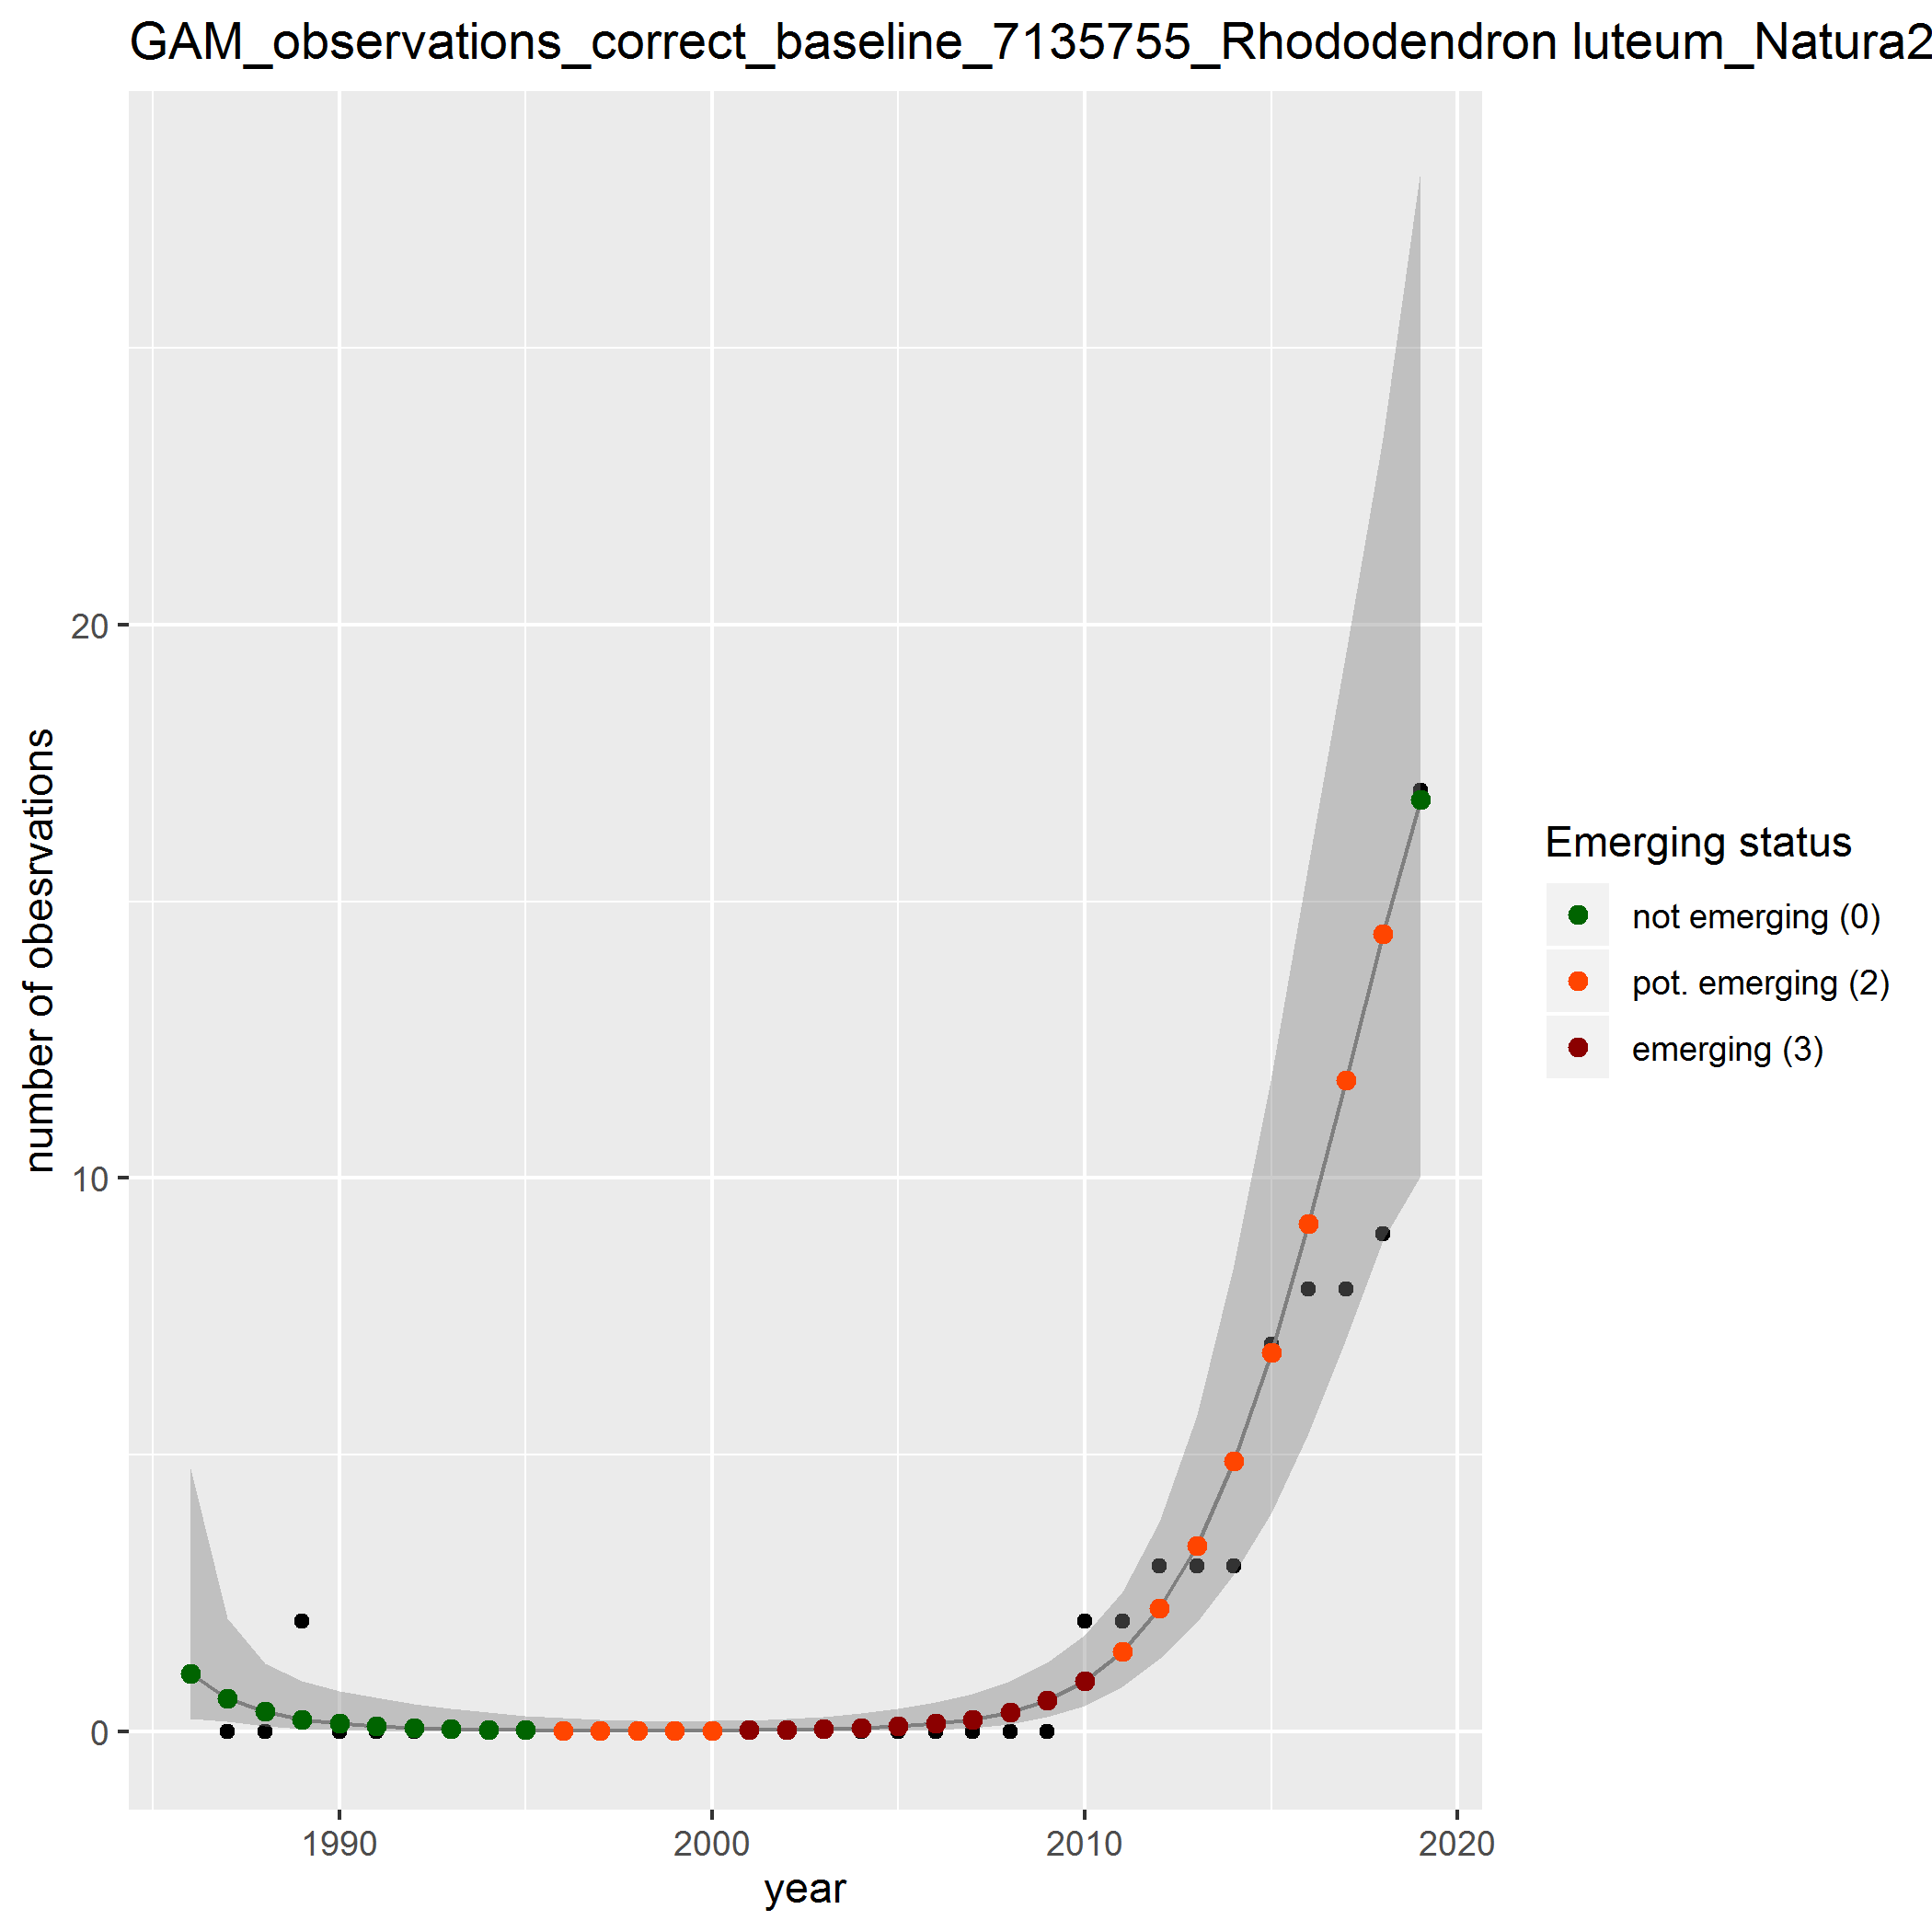 GAM_observations_correct_baseline_7135755_Rhododendron luteum_Natura2
number of obesrvations
20
10
0
1990
2000
2010
2020
year
Emerging status
not emerging (0)
pot. emerging (2)
emerging (3)